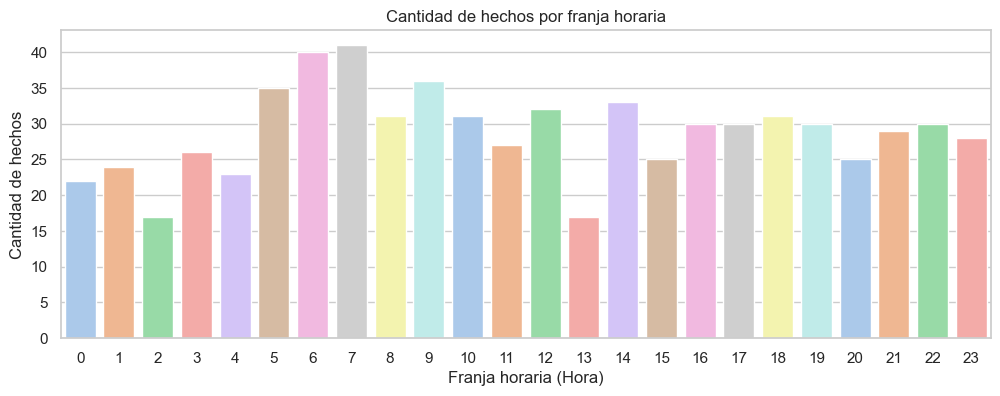 Cantidad de hechos por franja horaria
Cantidad de hechos
40
35
30
25
20
15
10
5
0
0 1 2 3 4 5 6 7 8 9 10 11 12 13 14 15 16 17 18 19 20 21 22 23
Franja horaria (Hora)